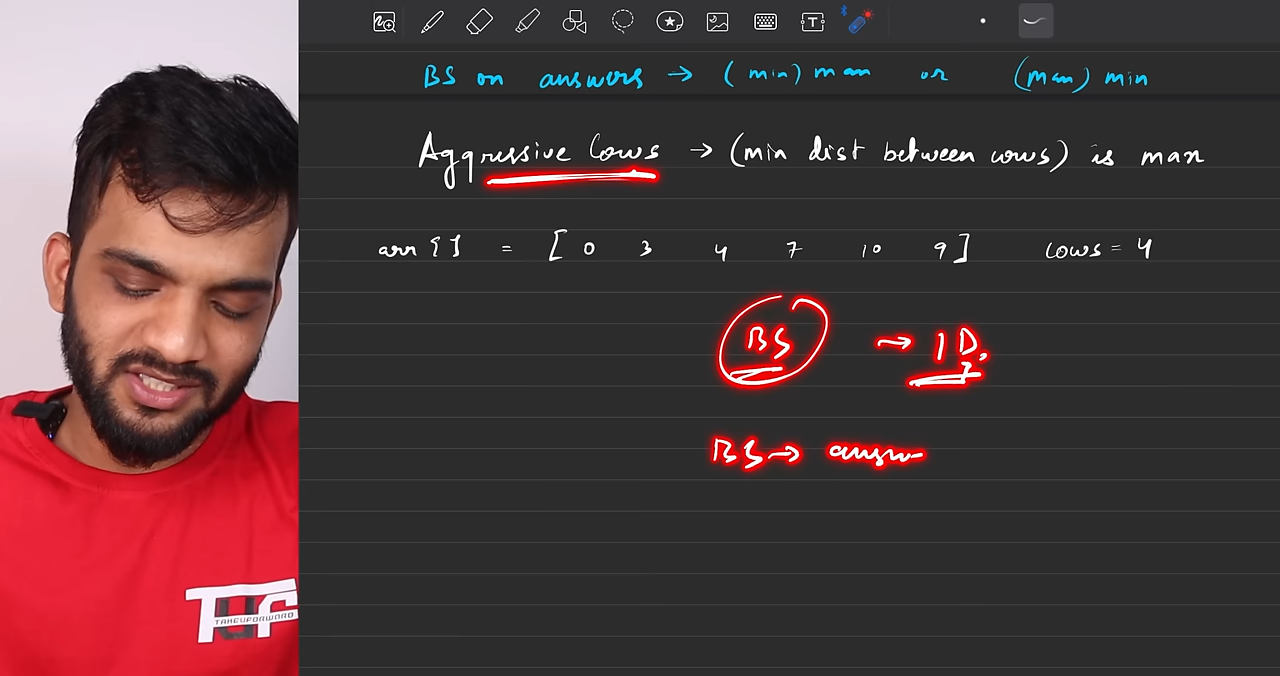 BS on answers → (min) max or (max) min
Aggressive Cows → (min dist between cows) is max
arr[] = [ 0 3 4 7 10 9 ] cows = 4
BS → 1D,
BS →
T
TUF
TAKEUFORWARD